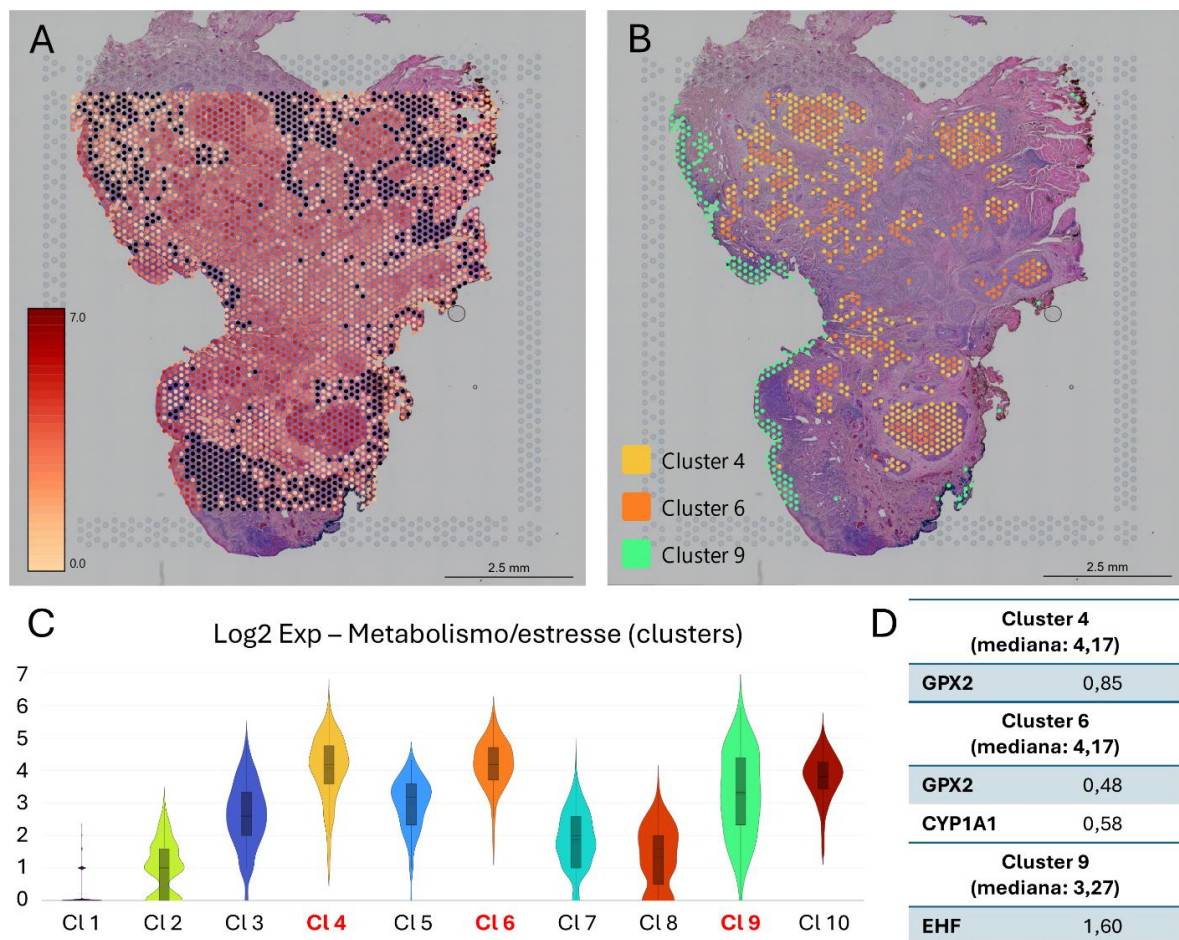 A
7.0
0.0
2.5 mm
B
Cluster 4
Cluster 6
Cluster 9
2.5 mm
C
Log2 Exp – Metabolismo/estresse (clusters)
7
6
5
4
3
2
1
0
Cl 1 Cl 2 Cl 3 Cl 4 Cl 5 Cl 6 Cl 7 Cl 8 Cl 9 Cl 10
D
Cluster 4
(mediana: 4,17)
GPX2 0,85
Cluster 6
(mediana: 4,17)
GPX2 0,48
CYP1A1 0,58
Cluster 9
(mediana: 3,27)
EHF 1,60